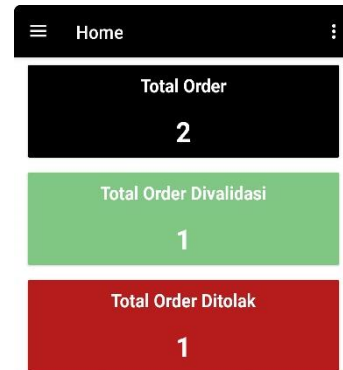 Home
Total Order
2
Total Order Divalidasi
1
Total Order Ditolak
1